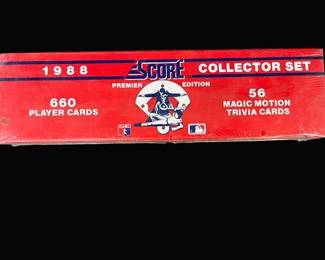 1988 SCORE COLLECTOR SET
PREMIER EDITION
660 56
PLAYER CARDS MAGIC MOTION
TRIVIA CARDS